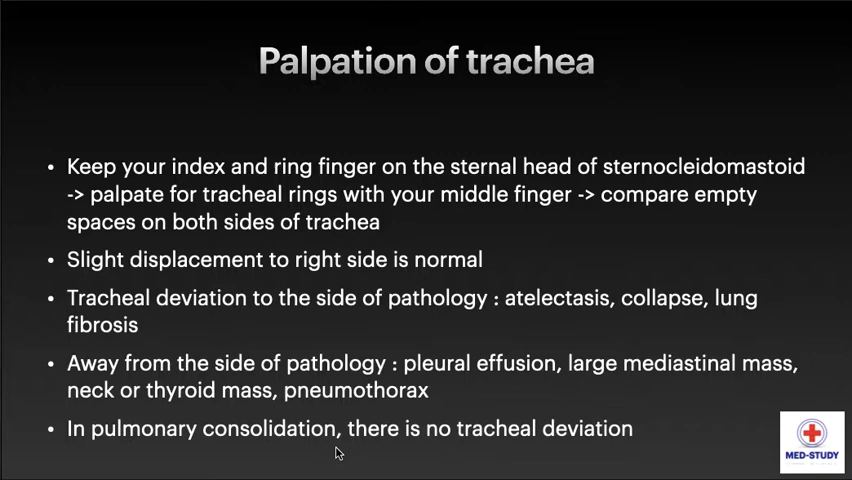 Palpation of trachea
• Keep your index and ring finger on the sternal head of sternocleidomastoid
-> palpate for tracheal rings with your middle finger -> compare empty
spaces on both sides of trachea
• Slight displacement to right side is normal
• Tracheal deviation to the side of pathology : atelectasis, collapse, lung
fibrosis
• Away from the side of pathology : pleural effusion, large mediastinal mass,
neck or thyroid mass, pneumothorax
• In pulmonary consolidation, there is no tracheal deviation
MED-STUDY